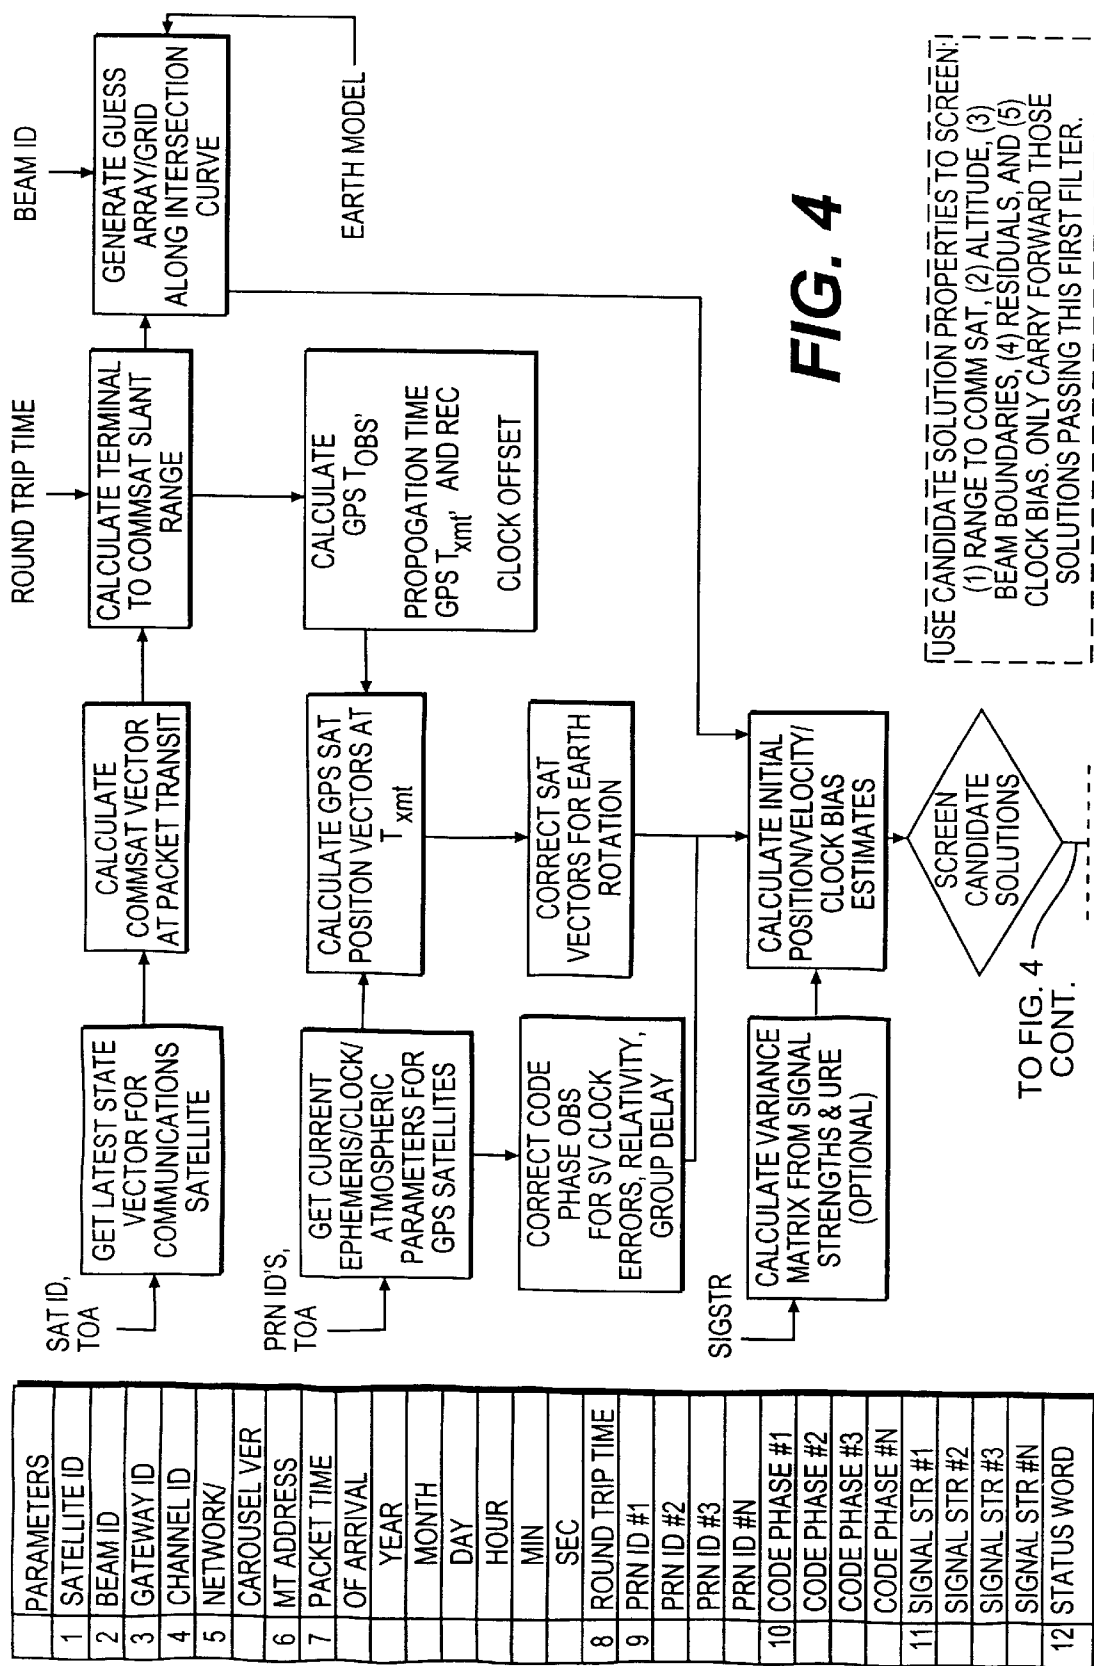 PARAMETERS
1 SATELLITE ID
2 BEAM ID
3 GATEWAY ID
4 CHANNEL ID
5 NETWORK/
CAROUSEL VER
6 MT ADDRESS
7 PACKET TIME
OF ARRIVAL
YEAR
MONTH
DAY
HOUR
MIN
SEC
8 ROUND TRIP TIME
9 PRN ID #1
PRN ID #2
PRN ID #3
PRN ID #N
10 CODE PHASE #1
CODE PHASE #2
CODE PHASE #3
CODE PHASE #N
11 SIGNAL STR #1
SIGNAL STR #2
SIGNAL STR #3
SIGNAL STR #N
12 STATUS WORD
SAT ID,
TOA
GET LATEST STATE
VECTOR FOR
COMMUNICATIONS
SATELLITE
CALCULATE
COMMSAT VECTOR
AT PACKET TRANSIT
ROUND TRIP TIME
CALCULATE TERMINAL
TO COMMSAT SLANT
RANGE
BEAM ID
GENERATE GUESS
ARRAY/GRID
ALONG INTERSECTION
CURVE
EARTH MODEL
PRN ID'S,
TOA
GET CURRENT
EPHEMERIS/CLOCK/
ATMOSPHERIC
PARAMETERS FOR
GPS SATELLITES
CALCULATE GPS SAT
POSITON VECTORS AT
T xmt
CALCULATE
GPS TOBS'
PROPOGATION TIME
GPS Txmt' AND REC
CLOCK OFFSET
CORRECT CODE
PHASE OBS
FOR SV CLOCK
ERRORS, RELATIVITY,
GROUP DELAY
CORRECT SAT
VECTORS FOR EARTH
ROTATION
SIGSTR
CALCULATE VARIANCE
MATRIX FROM SIGNAL
STRENGTHS & URE
(OPTIONAL)
CALCULATE INITIAL
POSITION/VELOCITY/
CLOCK BIAS
ESTIMATES
FIG. 4
SCREEN
CANDIDATE
SOLUTIONS
USE CANDIDATE SOLUTION PROPERTIES TO SCREEN:
(1) RANGE TO COMM SAT, (2) ALTITUDE, (3)
BEAM BOUNDARIES, (4) RESIDUALS, AND (5)
CLOCK BIAS. ONLY CARRY FORWARD THOSE
SOLUTIONS PASSING THIS FIRST FILTER.
TO FIG. 4
CONT.